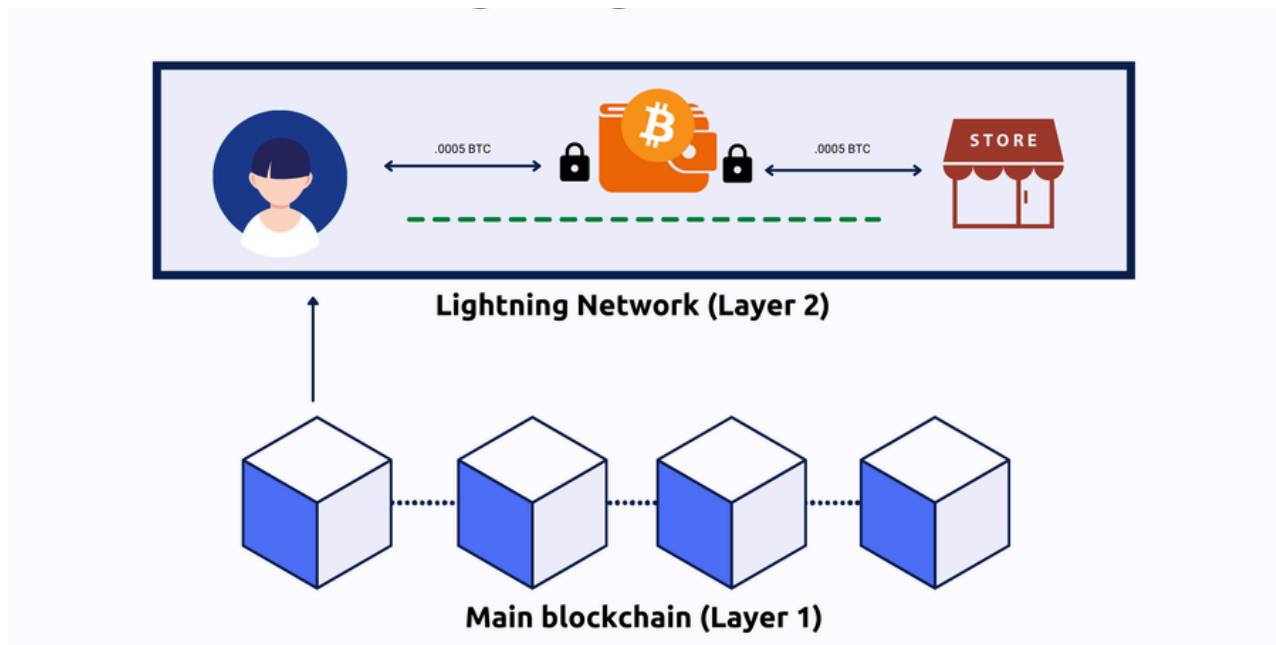 .0005 BTC
.0005 BTC
STORE
Lightning Network (Layer 2)
Main blockchain (Layer 1)